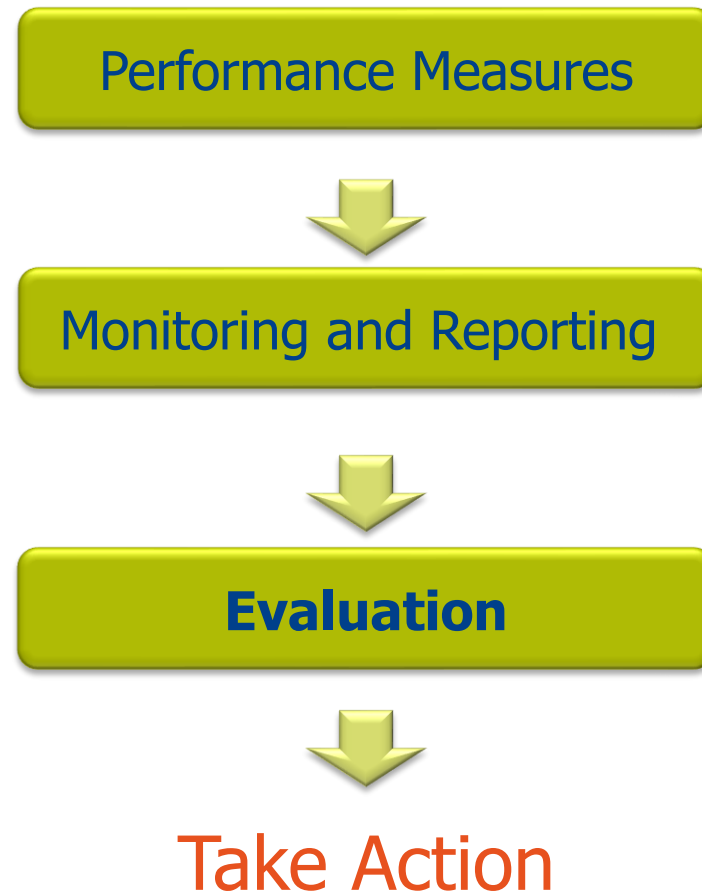 Performance Measures
Monitoring and Reporting
Evaluation
Take Action